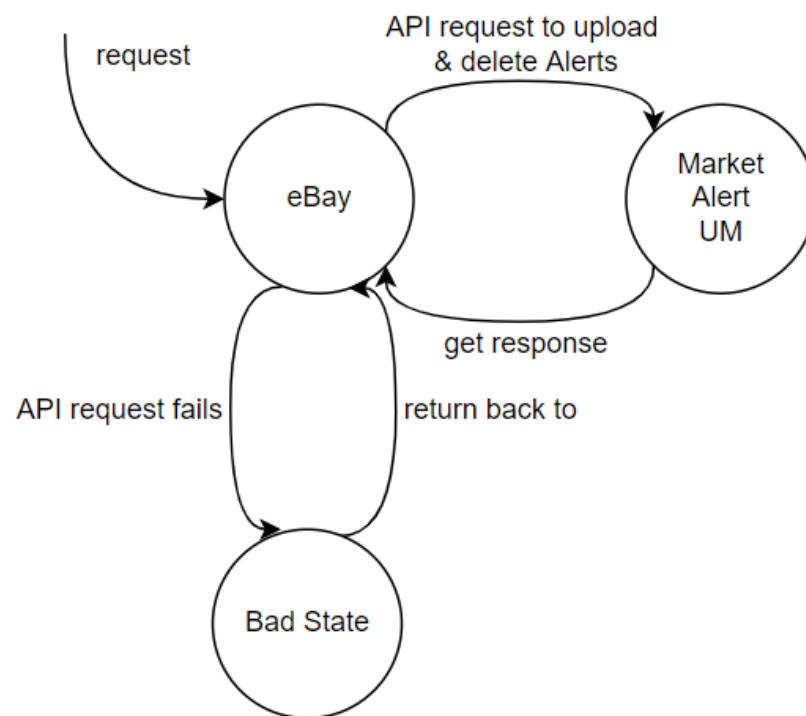 API request to upload
& delete Alerts
request
eBay
Market
Alert
UM
get response
API request fails
return back to
Bad State